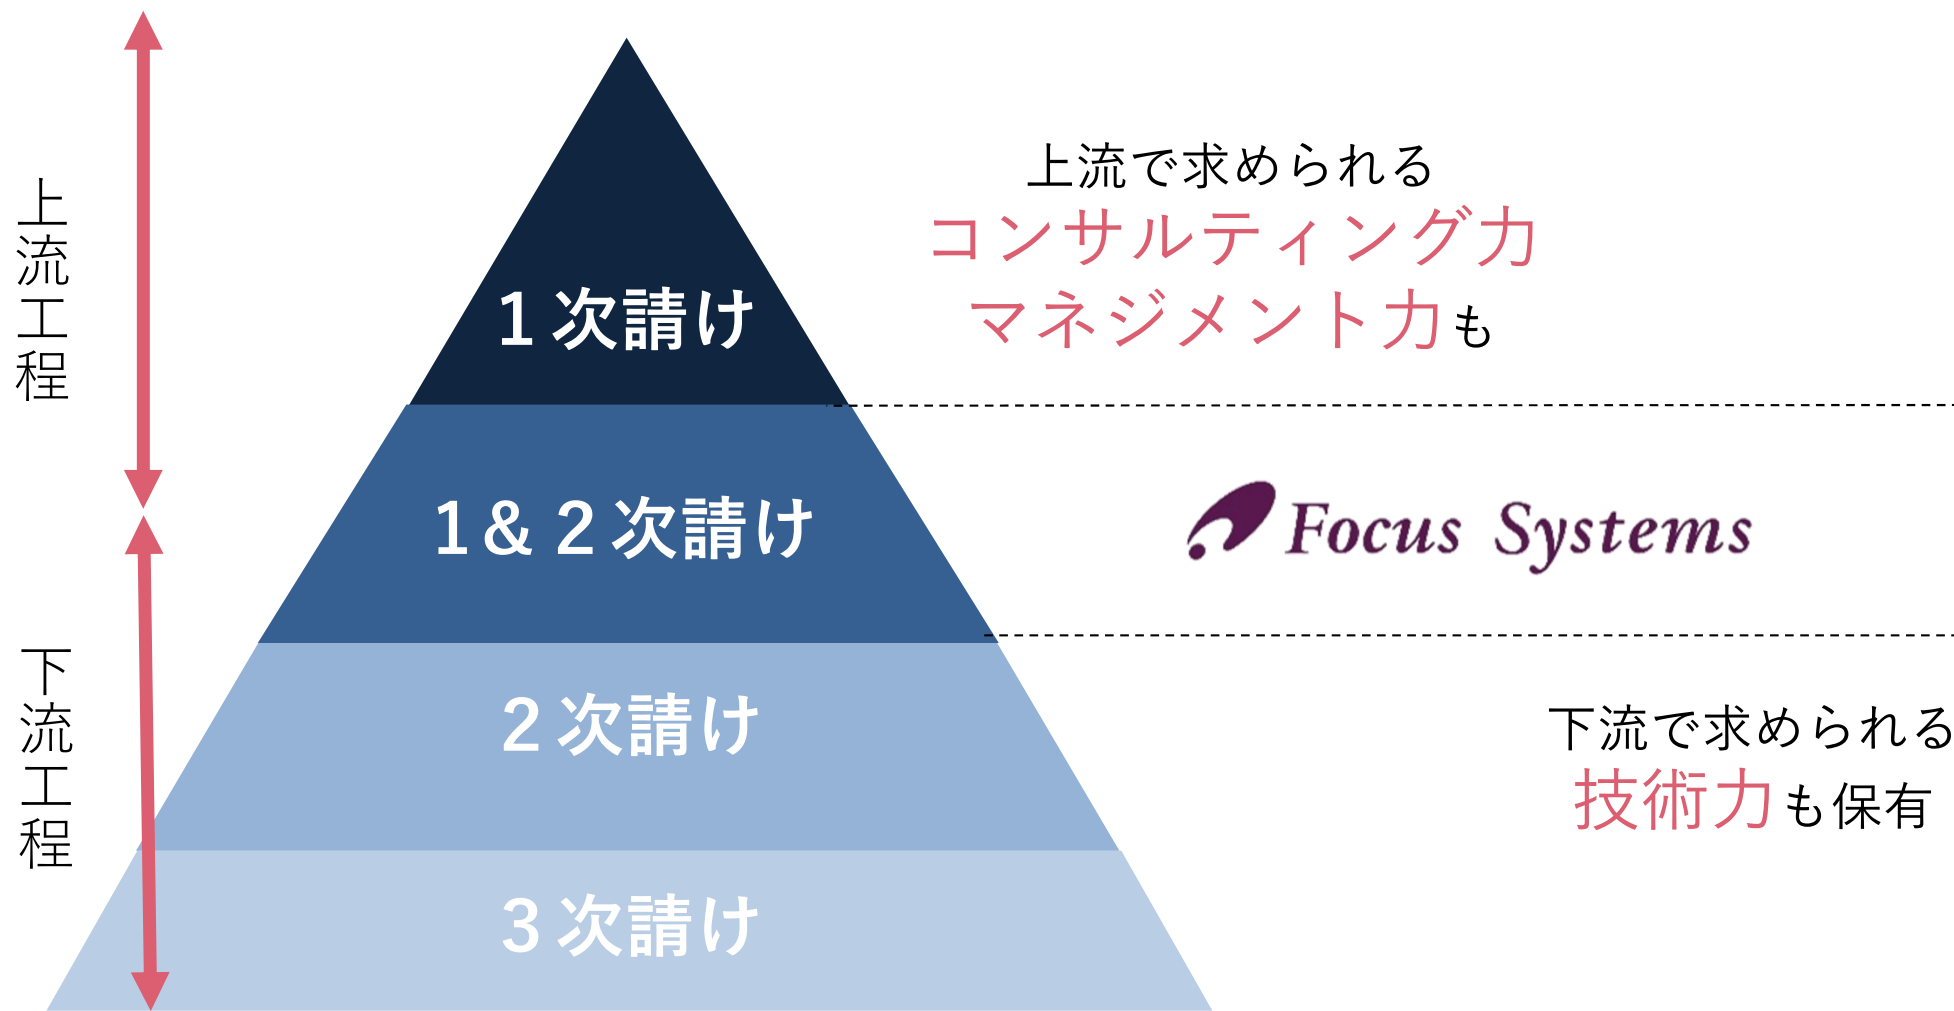 上流工程
1次請け
上流で求められる
コンサルティング力
マネジメント力も
1&2次請け
Focus Systems
下流工程
2次請け
下流で求められる
技術力も保有
3次請け